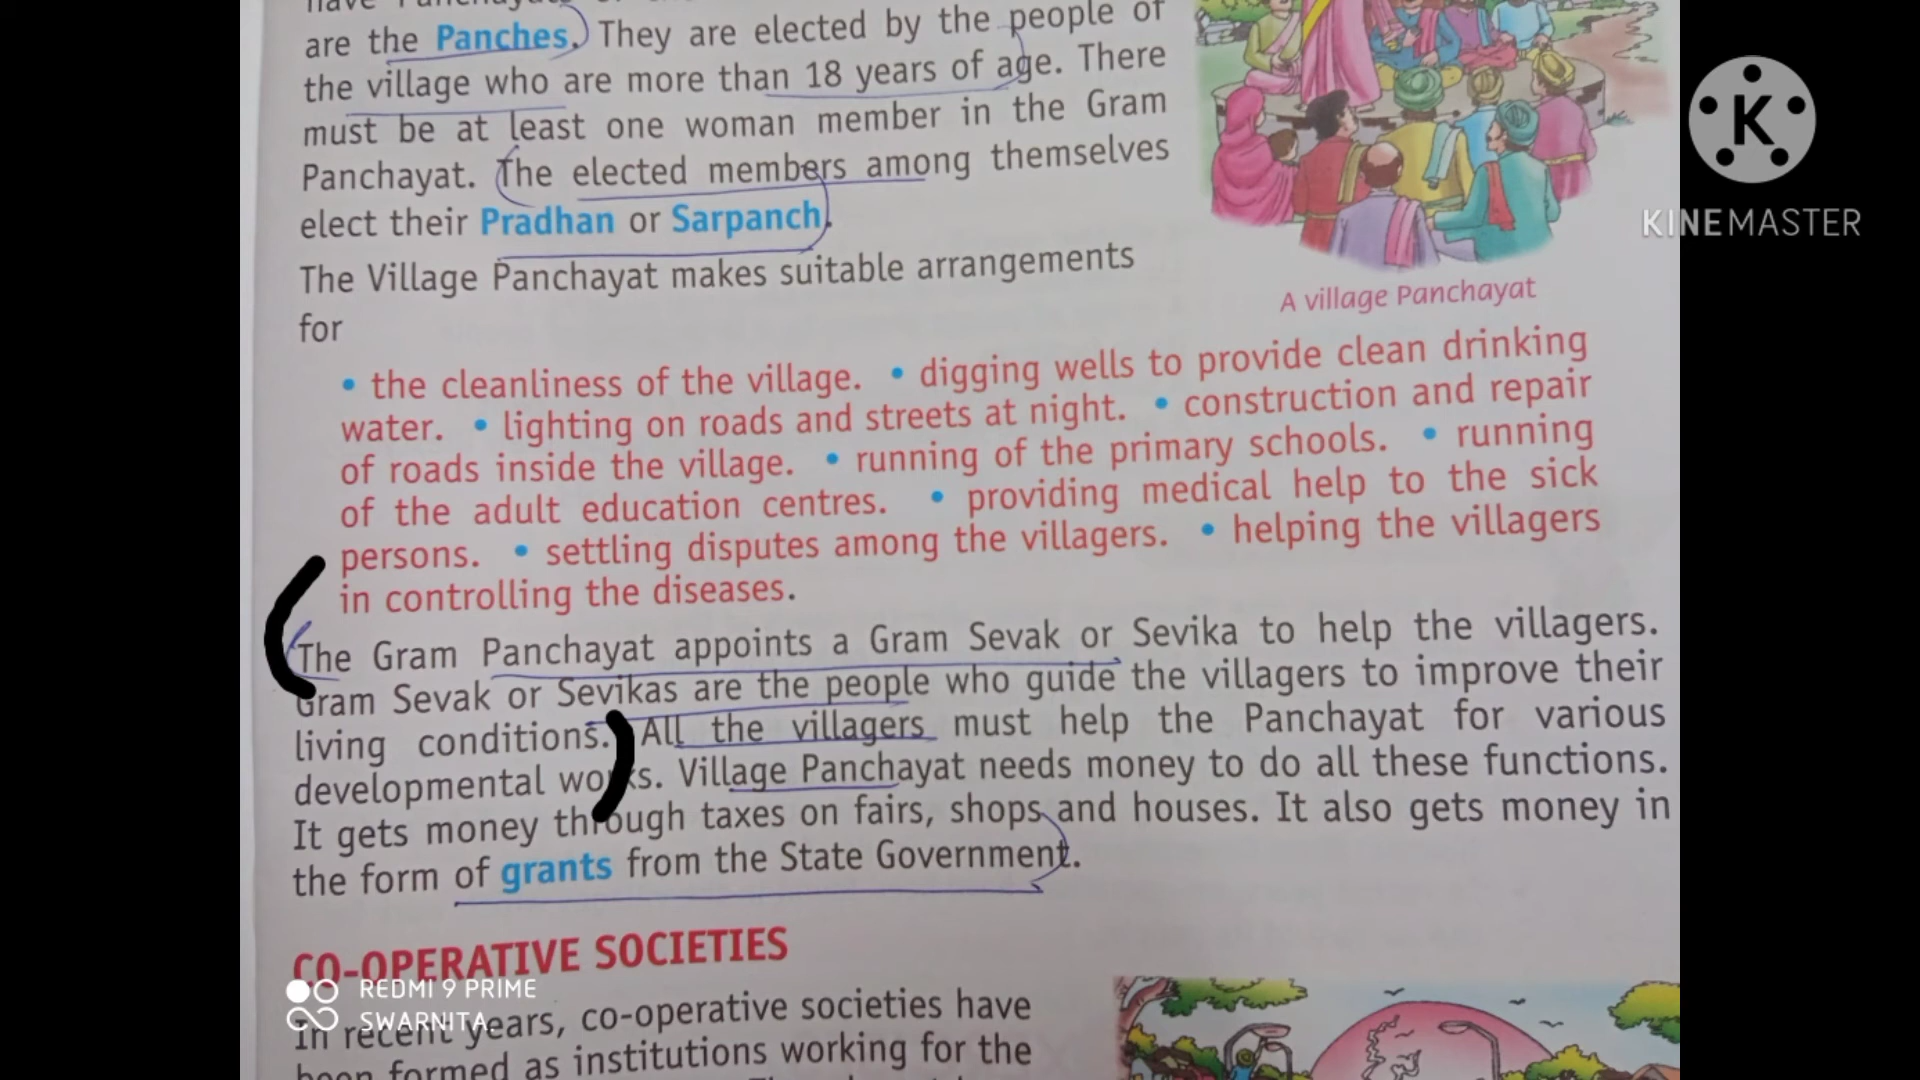 are the Panches. They are elected by the people of
the village who are more than 18 years of age. There
must be at least one woman member in the Gram
Panchayat. The elected members among themselves
elect their Pradhan or Sarpanch.
The Village Panchayat makes suitable arrangements
for
A village Panchayat
• the cleanliness of the village. • digging wells to provide clean drinking
water. • lighting on roads and streets at night. • construction and repair
of roads inside the village. • running of the primary schools. • running
of the adult education centres. • providing medical help to the sick
persons. • settling disputes among the villagers. • helping the villagers
in controlling the diseases.
The Gram Panchayat appoints a Gram Sevak or Sevika to help the villagers.
Gram Sevak or Sevikas are the people who guide the villagers to improve their
living conditions. All the villagers must help the Panchayat for various
developmental works. Village Panchayat needs money to do all these functions.
It gets money through taxes on fairs, shops and houses. It also gets money in
the form of grants from the State Government.
CO-OPERATIVE SOCIETIES
In recent years, co-operative societies have
been formed as institutions working for the
REDMI 9 PRIME
SWARNITA.
K
KINEMASTER